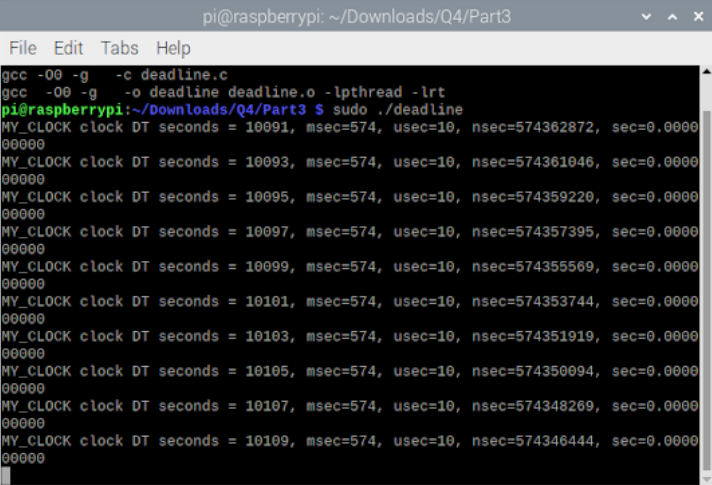 pi@raspberrypi: ~/Downloads/Q4/Part3
File Edit Tabs Help
gcc -O0 -g   -c deadline.c
gcc  -O0 -g   -o deadline deadline.o -lpthread -lrt
pi@raspberrypi:~/Downloads/Q4/Part3 $ sudo ./deadline
MY_CLOCK clock DT seconds = 10091, msec=574, usec=10, nsec=574362872, sec=0.0000
00000
MY_CLOCK clock DT seconds = 10093, msec=574, usec=10, nsec=574361046, sec=0.0000
00000
MY_CLOCK clock DT seconds = 10095, msec=574, usec=10, nsec=574359220, sec=0.0000
00000
MY_CLOCK clock DT seconds = 10097, msec=574, usec=10, nsec=574357395, sec=0.0000
00000
MY_CLOCK clock DT seconds = 10099, msec=574, usec=10, nsec=574355569, sec=0.0000
00000
MY_CLOCK clock DT seconds = 10101, msec=574, usec=10, nsec=574353744, sec=0.0000
00000
MY_CLOCK clock DT seconds = 10103, msec=574, usec=10, nsec=574351919, sec=0.0000
00000
MY_CLOCK clock DT seconds = 10105, msec=574, usec=10, nsec=574350094, sec=0.0000
00000
MY_CLOCK clock DT seconds = 10107, msec=574, usec=10, nsec=574348269, sec=0.0000
00000
MY_CLOCK clock DT seconds = 10109, msec=574, usec=10, nsec=574346444, sec=0.0000
00000